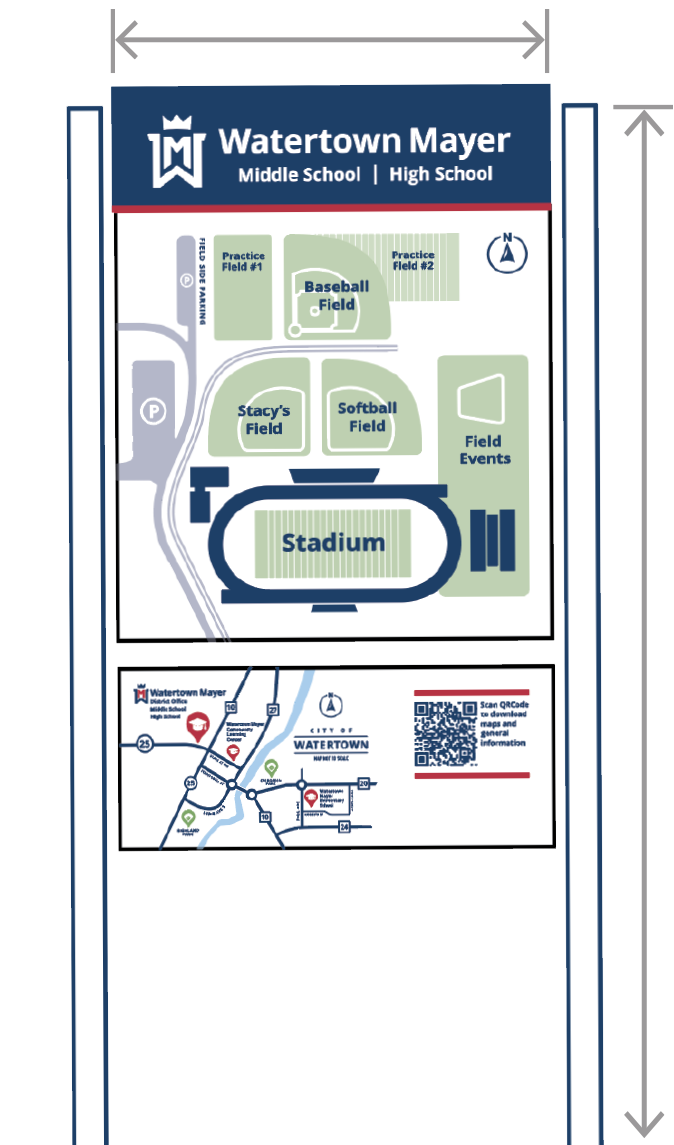 Watertown Mayer
Middle School | High School
N
FIELD SIDE PARKING
P
Practice
Field #1
Practice
Field #2
Baseball
Field
P
Stacy's
Field
Softball
Field
Field
Events
Stadium
Watertown Mayer
District Office
Middle School
High School
10
27
25
Watertown Mayer
Community
Learning
Center
N
CITY OF
WATERTOWN
MAP NOT TO SCALE
25
HIGHLAND
PARK
20
Watertown
Mayer
Elementary
School
10
24
Scan QRCode
to download
maps and
general
information